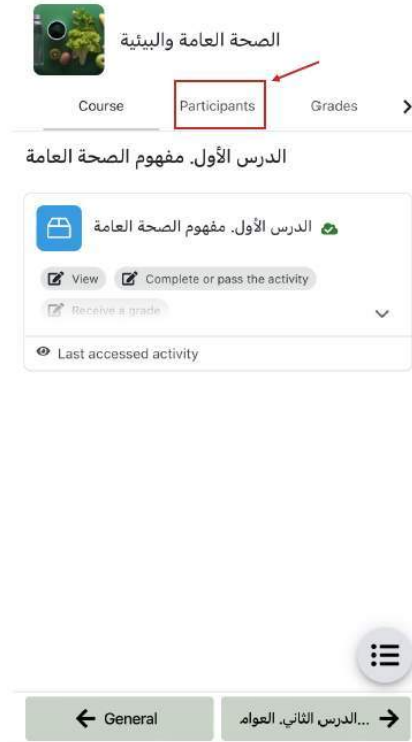 الصحة العامة والبيئية
Course Participants Grades
الدرس الأول. مفهوم الصحة العامة
الدرس الأول. مفهوم الصحة العامة
View Complete or pass the activity
Receive a grade
Last accessed activity
General الدرس الثاني. العوام...